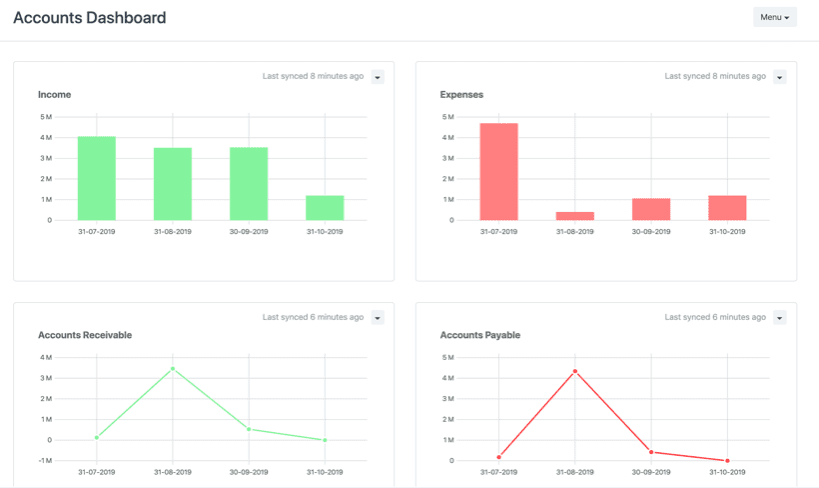 Accounts Dashboard
Menu
Last synced 8 minutes ago
Income
5 M
4 M
3 M
2 M
1 M
0
31-07-2019 31-08-2019 30-09-2019 31-10-2019
Last synced 8 minutes ago
Expenses
5 M
4 M
3 M
2 M
1 M
0
31-07-2019 31-08-2019 30-09-2019 31-10-2019
Last synced 6 minutes ago
Accounts Receivable
4 M
3 M
2 M
1 M
0
-1 M
31-07-2019 31-08-2019 30-09-2019 31-10-2019
Last synced 6 minutes ago
Accounts Payable
5 M
4 M
3 M
2 M
1 M
0
31-07-2019 31-08-2019 30-09-2019 31-10-2019